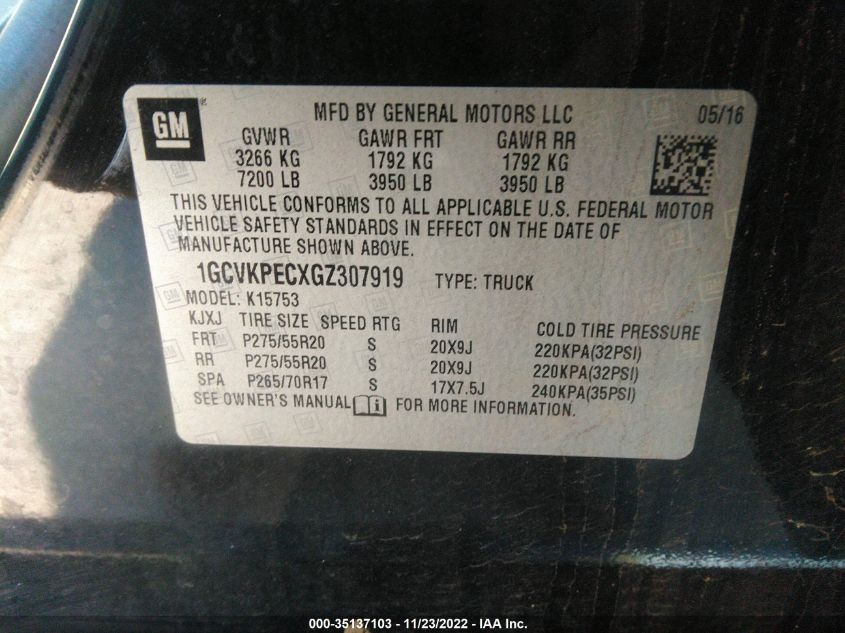 GM ® MFD BY GENERAL MOTORS LLC 05/16
GVWR GAWR FRT GAWR RR
3266 KG 1792 KG 1792 KG
7200 LB 3950 LB 3950 LB
THIS VEHICLE CONFORMS TO ALL APPLICABLE U.S. FEDERAL MOTOR
VEHICLE SAFETY STANDARDS IN EFFECT ON THE DATE OF
MANUFACTURE SHOWN ABOVE.
1GCVKPECXGZ307919 TYPE: TRUCK
MODEL: K15753
KJXJ TIRE SIZE SPEED RTG RIM COLD TIRE PRESSURE
FRT P275/55R20 S 20X9J 220KPA(32PSI)
RR P275/55R20 S 20X9J 220KPA(32PSI)
SPA P265/70R17 S 17X7.5J 240KPA(35PSI)
SEE OWNER'S MANUAL FOR MORE INFORMATION.
000-35137103 - 11/23/2022 - IAA Inc.